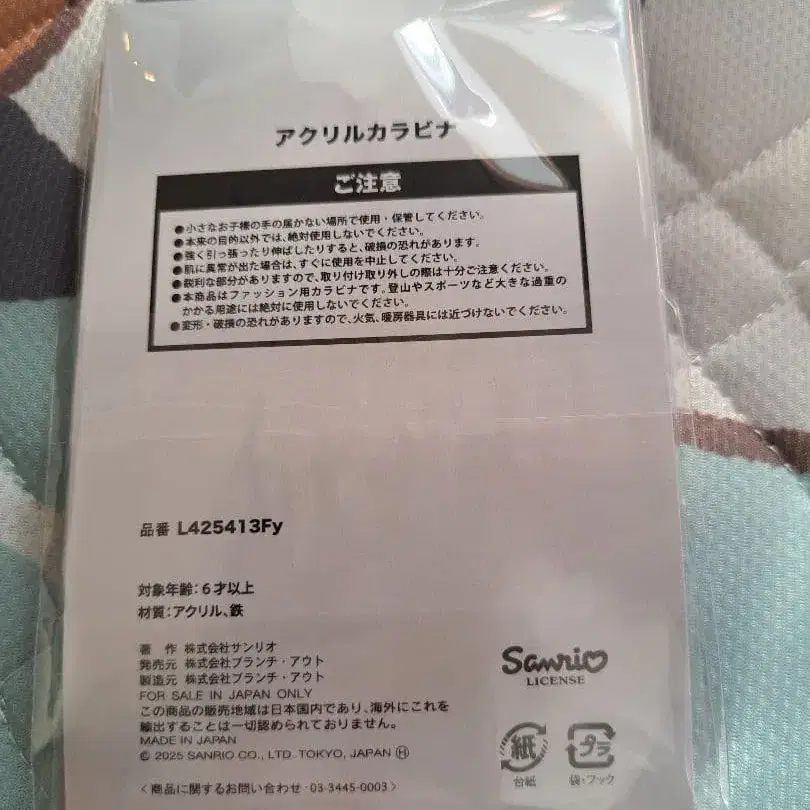 アクリルカラビナ
ご注意
●小さなお子様の手の届かない場所で使用・保管してください。
●本来の目的以外では、絶対使用しないでください。
●強く引っ張ったり伸ばしたりすると、破損の恐れがあります。
●肌に異常が出た場合は、すぐに使用を中止してください。
●鋭利な部分がありますので、取り付け取り外しの際は十分ご注意ください。
●本商品はファッション用カラビナです。登山やスポーツなど大きな過重の
かかる用途には絶対に使用しないでください。
●変形・破損の恐れがありますので、火気、暖房器具には近づけないでください。
品番 L425413Fy
対象年齢:6才以上
材質:アクリル、鉄
著 作 株式会社サンリオ
発売元 株式会社ブランチ・アウト
製造元 株式会社ブランチ・アウト
FOR SALE IN JAPAN ONLY
この商品の販売地域は日本国内であり、海外にこれを
輸出することは一切認められておりません。
MADE IN JAPAN
© 2025 SANRIO CO., LTD. TOKYO, JAPAN Ⓗ
<商品に関するお問い合わせ 03-3445-0003>
Sanrio
LICENSE
紙
台紙
プラ
袋・フック